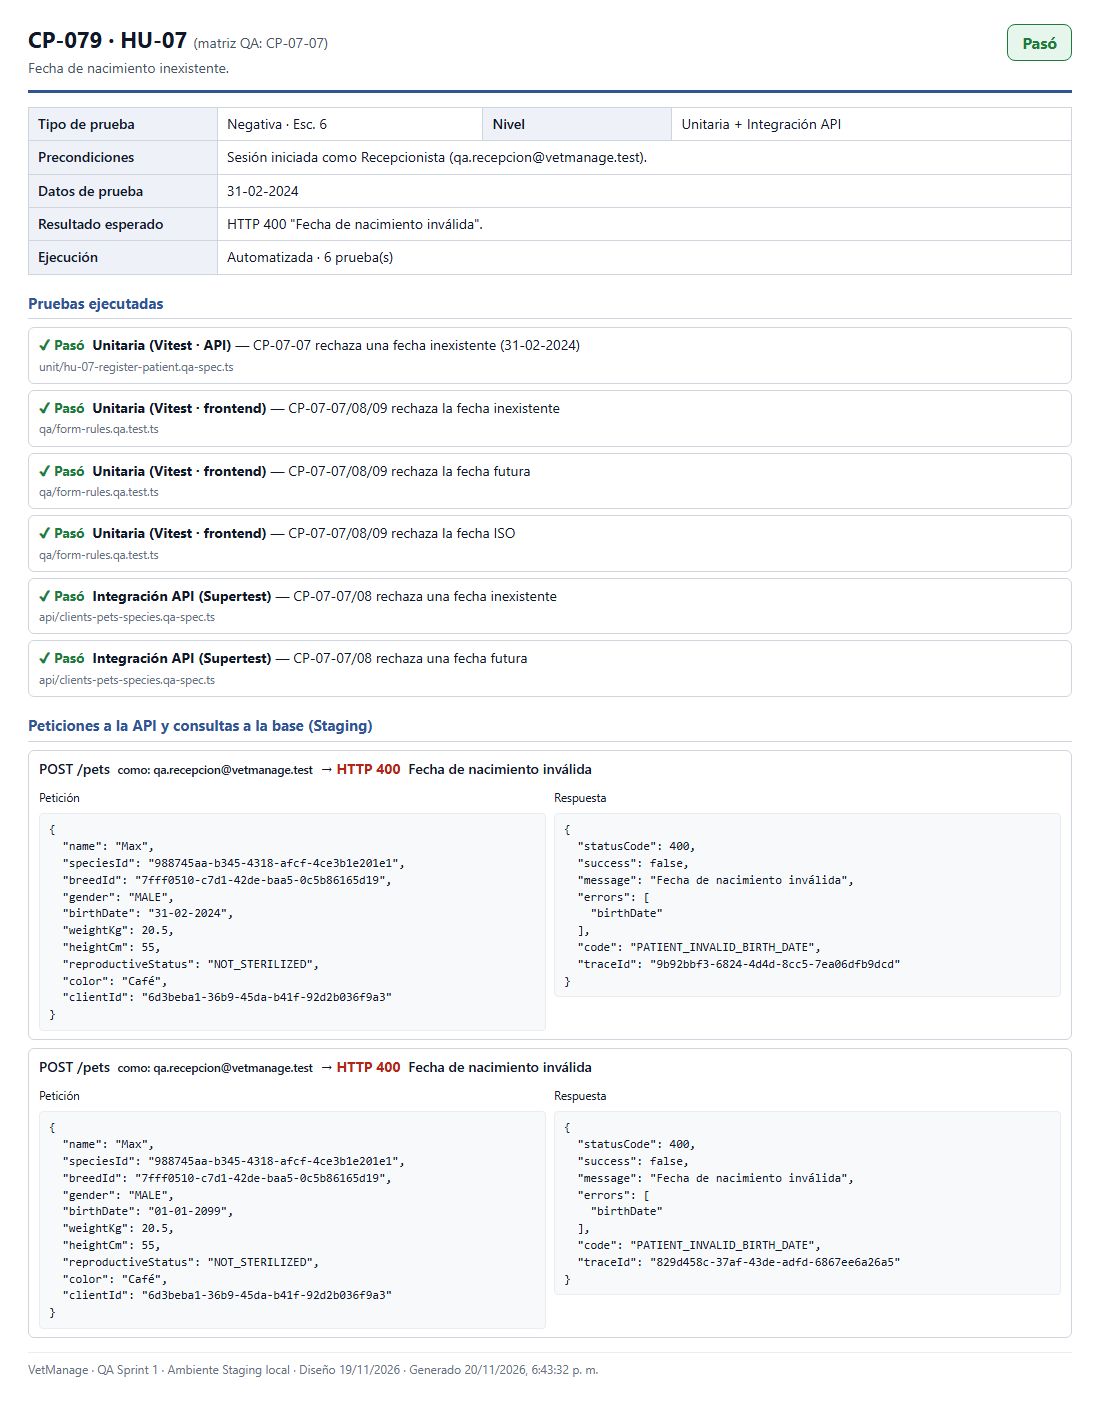 CP-079 · HU-07 (matriz QA: CP-07-07)
Pasó
Fecha de nacimiento inexistente.
Tipo de prueba Negativa · Esc. 6 Nivel Unitaria + Integración API
Precondiciones Sesión iniciada como Recepcionista (qa.recepcion@vetmanage.test).
Datos de prueba 31-02-2024
Resultado esperado HTTP 400 "Fecha de nacimiento inválida".
Ejecución Automatizada · 6 prueba(s)
Pruebas ejecutadas
✓ Pasó Unitaria (Vitest · API) — CP-07-07 rechaza una fecha inexistente (31-02-2024)
unit/hu-07-register-patient.qa-spec.ts
✓ Pasó Unitaria (Vitest · frontend) — CP-07-07/08/09 rechaza la fecha inexistente
qa/form-rules.qa.test.ts
✓ Pasó Unitaria (Vitest · frontend) — CP-07-07/08/09 rechaza la fecha futura
qa/form-rules.qa.test.ts
✓ Pasó Unitaria (Vitest · frontend) — CP-07-07/08/09 rechaza la fecha ISO
qa/form-rules.qa.test.ts
✓ Pasó Integración API (Supertest) — CP-07-07/08 rechaza una fecha inexistente
api/clients-pets-species.qa-spec.ts
✓ Pasó Integración API (Supertest) — CP-07-07/08 rechaza una fecha futura
api/clients-pets-species.qa-spec.ts
Peticiones a la API y consultas a la base (Staging)
POST /pets como: qa.recepcion@vetmanage.test → HTTP 400 Fecha de nacimiento inválida
Petición
{
"name": "Max",
"speciesId": "988745aa-b345-4318-afcf-4ce3b1e201e1",
"breedId": "7fff0510-c7d1-42de-baa5-0c5b86165d19",
"gender": "MALE",
"birthDate": "31-02-2024",
"weightKg": 20.5,
"heightCm": 55,
"reproductiveStatus": "NOT_STERILIZED",
"color": "Café",
"clientId": "6d3beba1-36b9-45da-b41f-92d2b036f9a3"
}
Respuesta
{
"statusCode": 400,
"success": false,
"message": "Fecha de nacimiento inválida",
"errors": [
"birthDate"
],
"code": "PATIENT_INVALID_BIRTH_DATE",
"traceId": "9b92bbf3-6824-4d4d-8cc5-7ea06dfb9dcd"
}
POST /pets como: qa.recepcion@vetmanage.test → HTTP 400 Fecha de nacimiento inválida
Petición
{
"name": "Max",
"speciesId": "988745aa-b345-4318-afcf-4ce3b1e201e1",
"breedId": "7fff0510-c7d1-42de-baa5-0c5b86165d19",
"gender": "MALE",
"birthDate": "01-01-2099",
"weightKg": 20.5,
"heightCm": 55,
"reproductiveStatus": "NOT_STERILIZED",
"color": "Café",
"clientId": "6d3beba1-36b9-45da-b41f-92d2b036f9a3"
}
Respuesta
{
"statusCode": 400,
"success": false,
"message": "Fecha de nacimiento inválida",
"errors": [
"birthDate"
],
"code": "PATIENT_INVALID_BIRTH_DATE",
"traceId": "829d458c-37af-43de-adfd-6867ee6a26a5"
}
VetManage · QA Sprint 1 · Ambiente Staging local · Diseño 19/11/2026 · Generado 20/11/2026, 6:43:32 p. m.